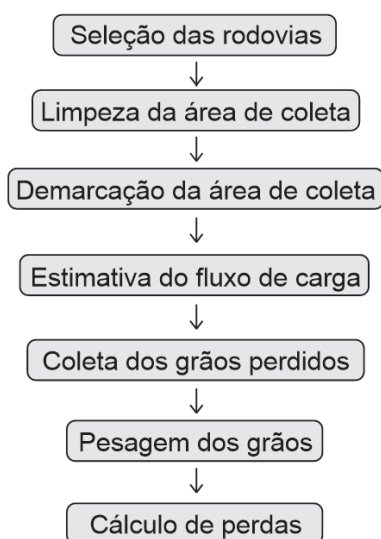 Seleção das rodovias
Limpeza da área de coleta
Demarcação da área de coleta
Estimativa do fluxo de carga
Coleta dos grãos perdidos
Pesagem dos grãos
Cálculo de perdas